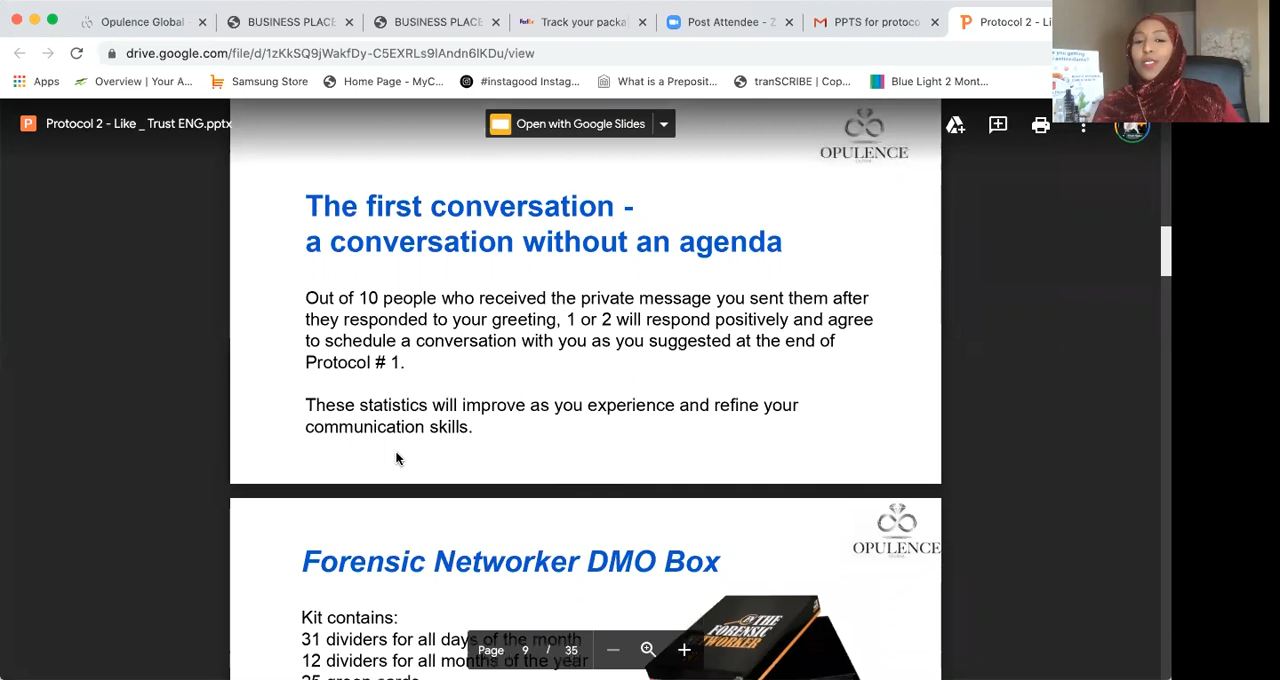 Opulence Global
BUSINESS PLACE
BUSINESS PLACE
FedEx
Track your packa
Post Attendee - Z
PPTS for protoco
Protocol 2 - Li
drive.google.com/file/d/1zKkSQ9jWakfDy-C5EXRLs9lAndn6lKDu/view
Apps
Overview | Your A...
Samsung Store
Home Page - MyC...
#instagood Instag...
What is a Preposit...
tranSCRIBE | Cop...
Blue Light 2 Mont...
Protocol 2 - Like _ Trust ENG.pptx
Open with Google Slides
OPULENCE
The first conversation -
a conversation without an agenda
Out of 10 people who received the private message you sent them after
they responded to your greeting, 1 or 2 will respond positively and agree
to schedule a conversation with you as you suggested at the end of
Protocol # 1.
These statistics will improve as you experience and refine your
communication skills.
OPULENCE
Forensic Networker DMO Box
Kit contains:
31 dividers for all days of the month
12 dividers for all months of the year
25 green cards
THE
FORENSIC
NETWORKER
Page 9 / 35